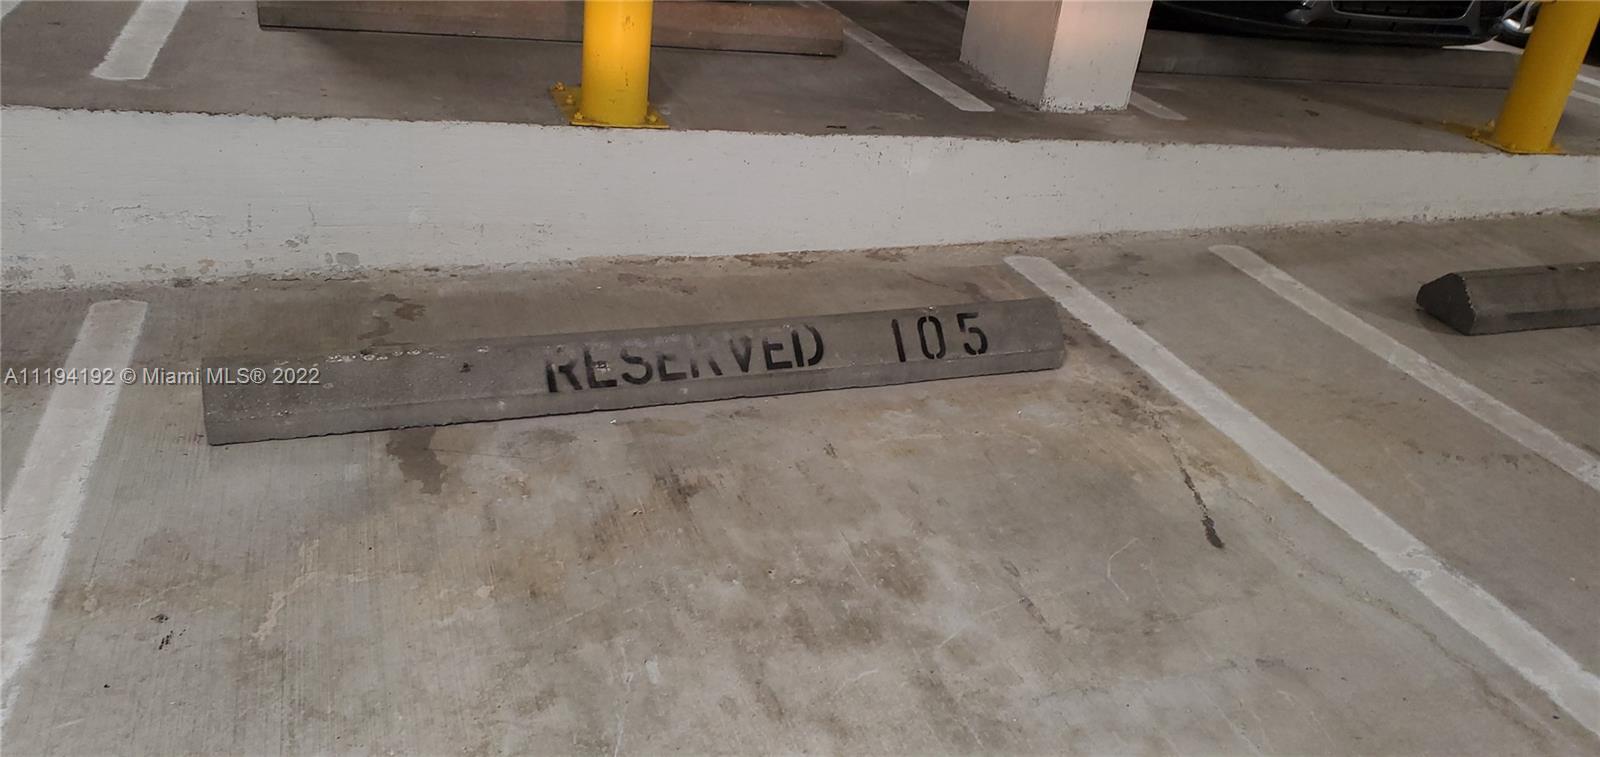 RESERVED 105
A11194192 © Miami MLS® 2022